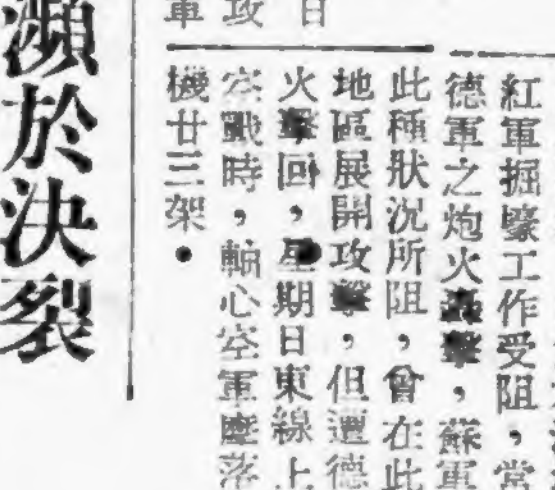 紅軍掘壕工作受阻，當
德軍之炮火轟擊，蘇軍
此種狀況所阻，曾在此
地區展開攻擊，但遭德
火擊回，星期日東線上
空戰時，軸心空軍擊落
機廿三架·
日
攻
軍
瀕於決裂